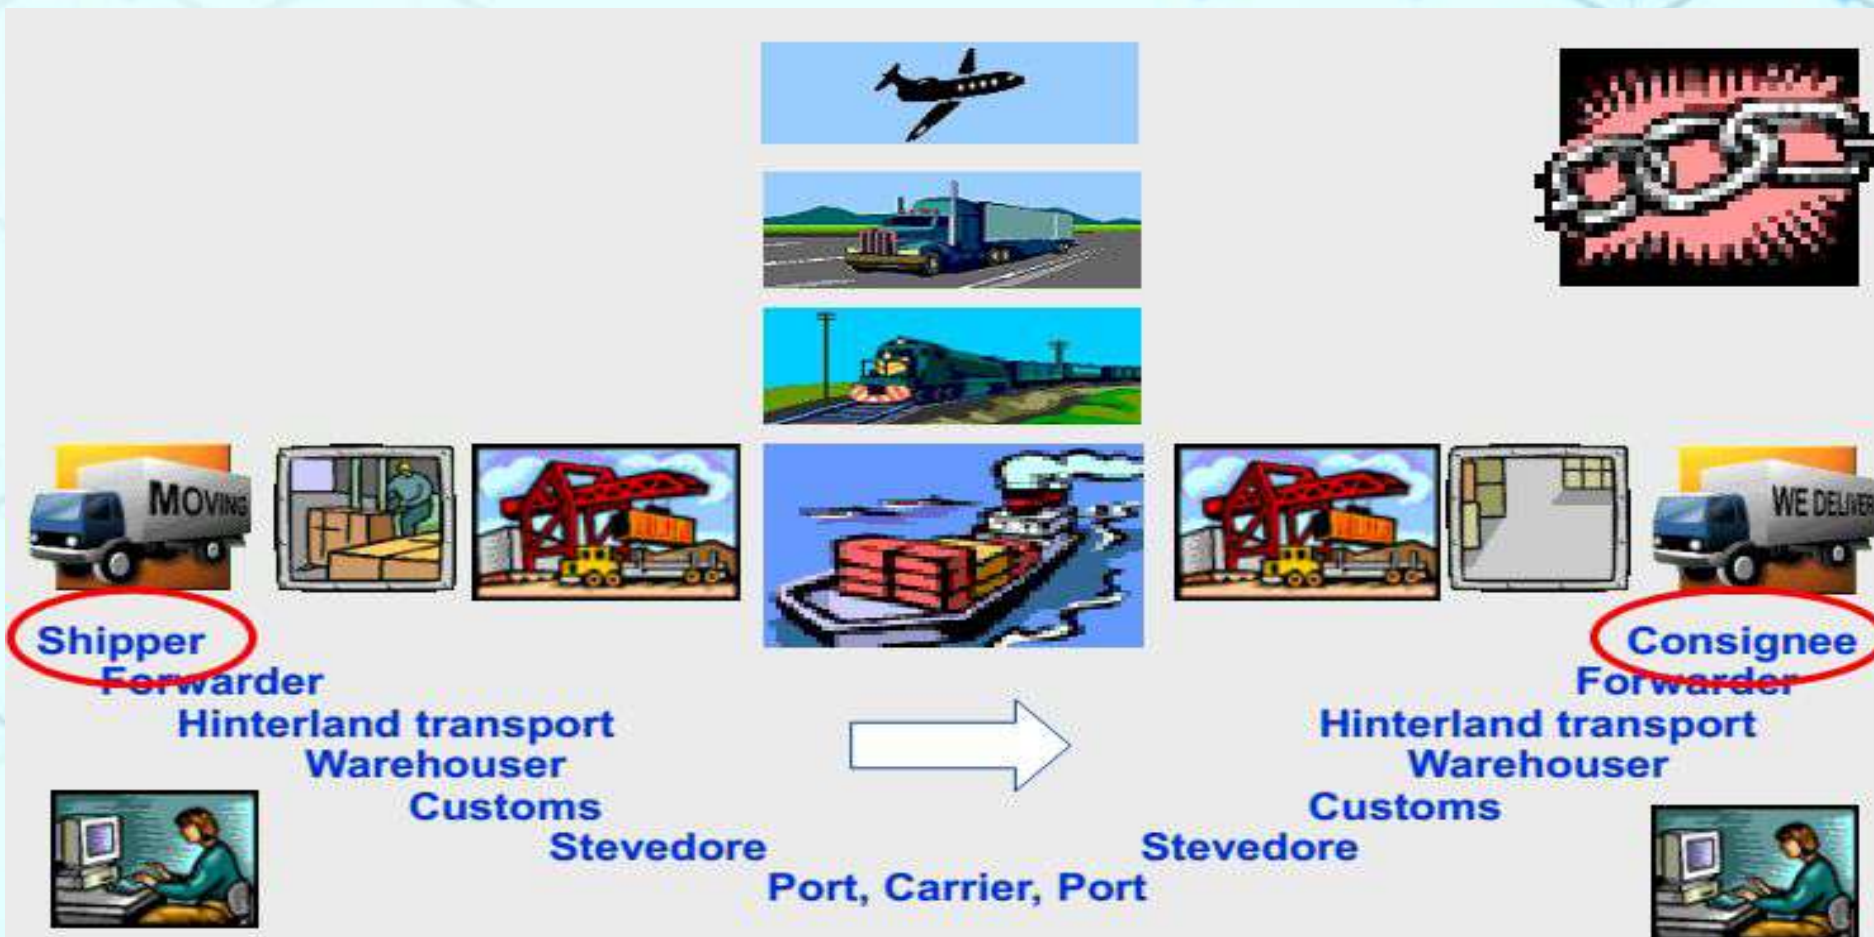 MOVING
WE DELIVER
Shipper
Forwarder
Hinterland transport
Warehouser
Customs
Stevedore
Port, Carrier, Port
Consignee
Forwarder
Hinterland transport
Warehouser
Customs
Stevedore